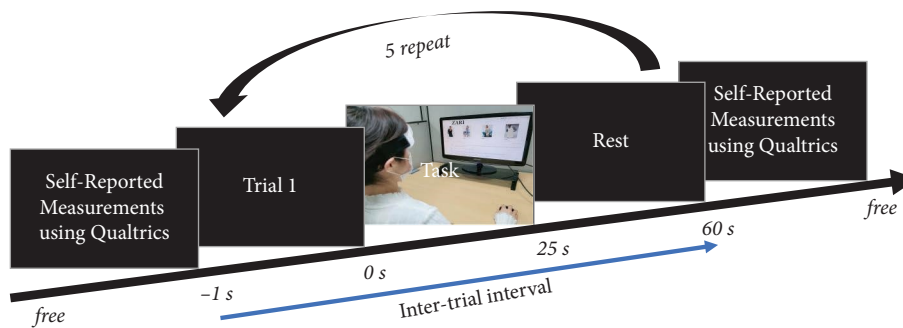 5 repeat
Self-Reported
Measurements
using Qualtrics
Trial 1
ZARI
Task
Rest
Self-Reported
Measurements
using Qualtrics
free
–1 s
0 s
25 s
60 s
free
Inter-trial interval